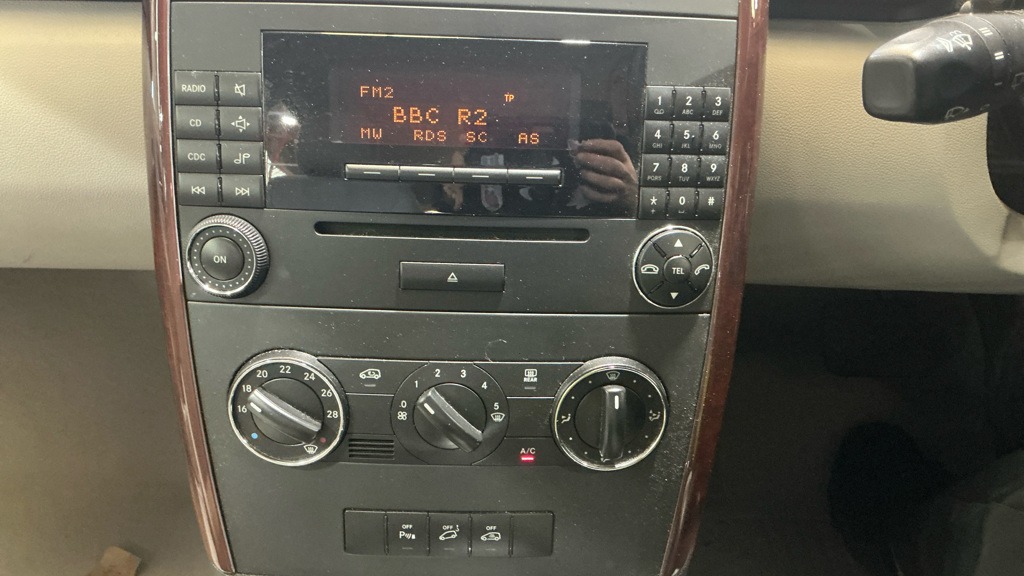 RADIO
CD
CDC
FM2
TP
BBC R2
MW RDS SC AS
1 2 ABC 3 DEF
4 GHI 5 JKL 6 MNO
7 PQRS 8 TUV 9 WXYZ
* 0 #
ON
TEL
16 18 20 22 24 26 28
0 1 2 3 4 5
REAR
A/C
OFF OFF OFF